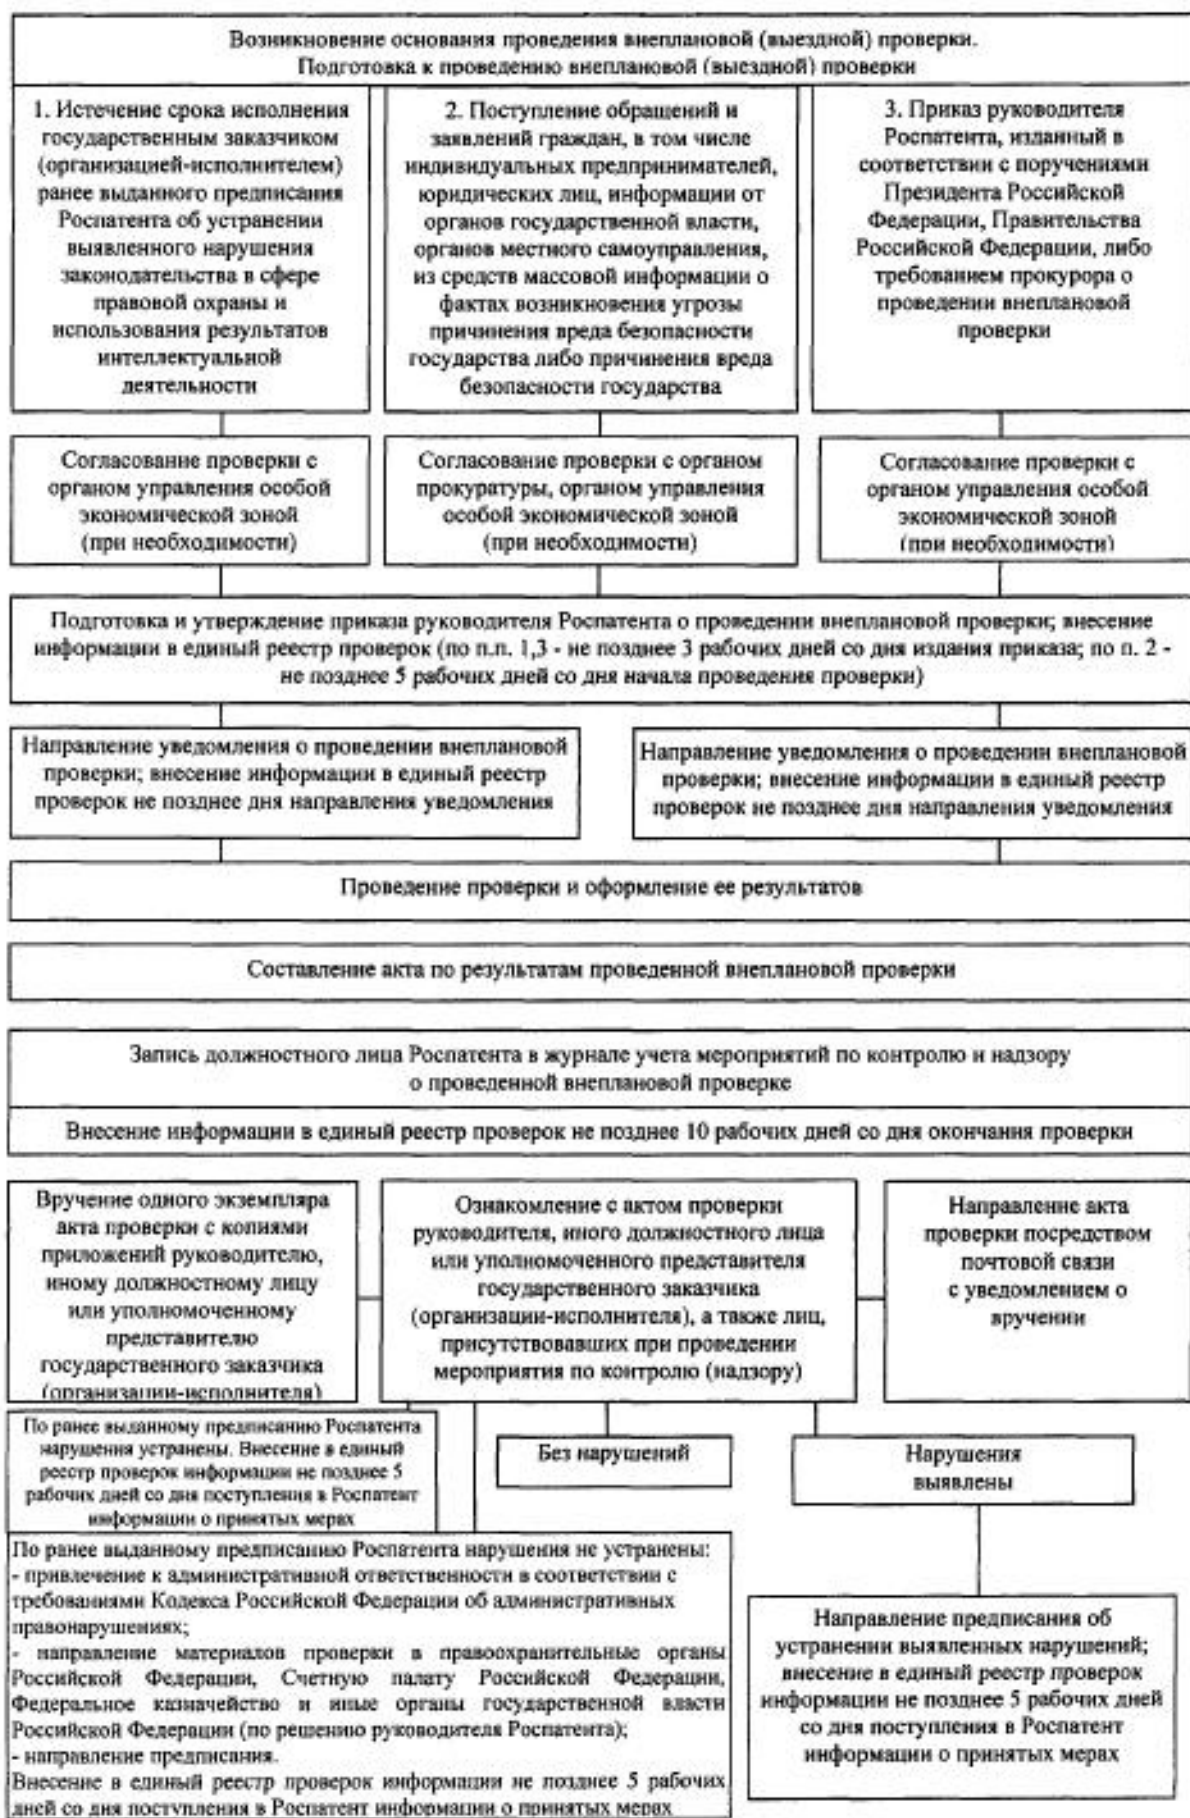 Возникновение основания проведения внеплановой (выездной) проверки.
Подготовка к проведению внеплановой (выездной) проверки
1. Истечение срока исполнения
государственным заказчиком
(организацией-исполнителем)
ранее выданного предписания
Роспатента об устранении
выявленного нарушения
законодательства в сфере
правовой охраны и
использования результатов
интеллектуальной
деятельности
2. Поступление обращений и
заявлений граждан, в том числе
индивидуальных предпринимателей,
юридических лиц, информации от
органов государственной власти,
органов местного самоуправления,
из средств массовой информации о
фактах возникновения угрозы
причинения вреда безопасности
государства либо причинения вреда
безопасности государства
3. Приказ руководителя
Роспатента, изданный в
соответствии с поручениями
Президента Российской
Федерации, Правительства
Российской Федерации, либо
требованием прокурора о
проведении внеплановой
проверки
Согласование проверки с
органом управления особой
экономической зоной
(при необходимости)
Согласование проверки с органом
прокуратуры, органом управления
особой экономической зоной
(при необходимости)
Согласование проверки с
органом управления особой
экономической зоной
(при необходимости)
Подготовка и утверждение приказа руководителя Роспатента о проведении внеплановой проверки; внесение
информации в единый реестр проверок (по п.п. 1,3 - не позднее 3 рабочих дней со дня издания приказа; по п. 2 -
не позднее 5 рабочих дней со дня начала проведения проверки)
Направление уведомления о проведении внеплановой
проверки; внесение информации в единый реестр
проверок не позднее дня направления уведомления
Направление уведомления о проведении внеплановой
проверки; внесение информации в единый реестр
проверок не позднее дня направления уведомления
Проведение проверки и оформление ее результатов
Составление акта по результатам проведенной внеплановой проверки
Запись должностного лица Роспатента в журнале учета мероприятий по контролю и надзору
о проведенной внеплановой проверке
Внесение информации в единый реестр проверок не позднее 10 рабочих дней со дня окончания проверки
Вручение одного экземпляра
акта проверки с копиями
приложений руководителю,
иному должностному лицу
или уполномоченному
представителю
государственного заказчика
(организации-исполнителя)
Ознакомление с актом проверки
руководителя, иного должностного лица
или уполномоченного представителя
государственного заказчика
(организации-исполнителя), а также лиц,
присутствовавших при проведении
мероприятия по контролю (надзору)
Направление акта
проверки посредством
почтовой связи
с уведомлением о
вручении
По ранее выданному предписанию Роспатента
нарушения устранены. Внесение в единый
реестр проверок информации не позднее 5
рабочих дней со дня поступления в Роспатент
информации о принятых мерах
Без нарушений
Нарушения
выявлены
По ранее выданному предписанию Роспатента нарушения не устранены:
- привлечение к административной ответственности в соответствии с
требованиями Кодекса Российской Федерации об административных
правонарушениях;
- направление материалов проверки в правоохранительные органы
Российской Федерации, Счетную палату Российской Федерации,
Федеральное казначейство и иные органы государственной власти
Российской Федерации (по решению руководителя Роспатента);
- направление предписания.
Внесение в единый реестр проверок информации не позднее 5 рабочих
дней со дня поступления в Роспатент информации о принятых мерах
Направление предписания об
устранении выявленных нарушений;
внесение в единый реестр проверок
информации не позднее 5 рабочих дней
со дня поступления в Роспатент
информации о принятых мерах